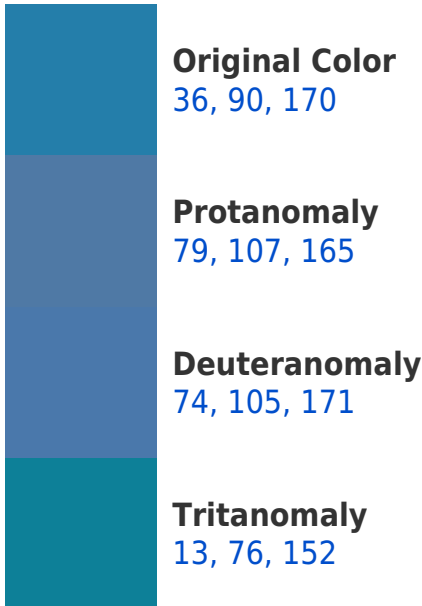 Original Color
36, 90, 170
Protanomaly
79, 107, 165
Deuteranomaly
74, 105, 171
Tritanomaly
13, 76, 152